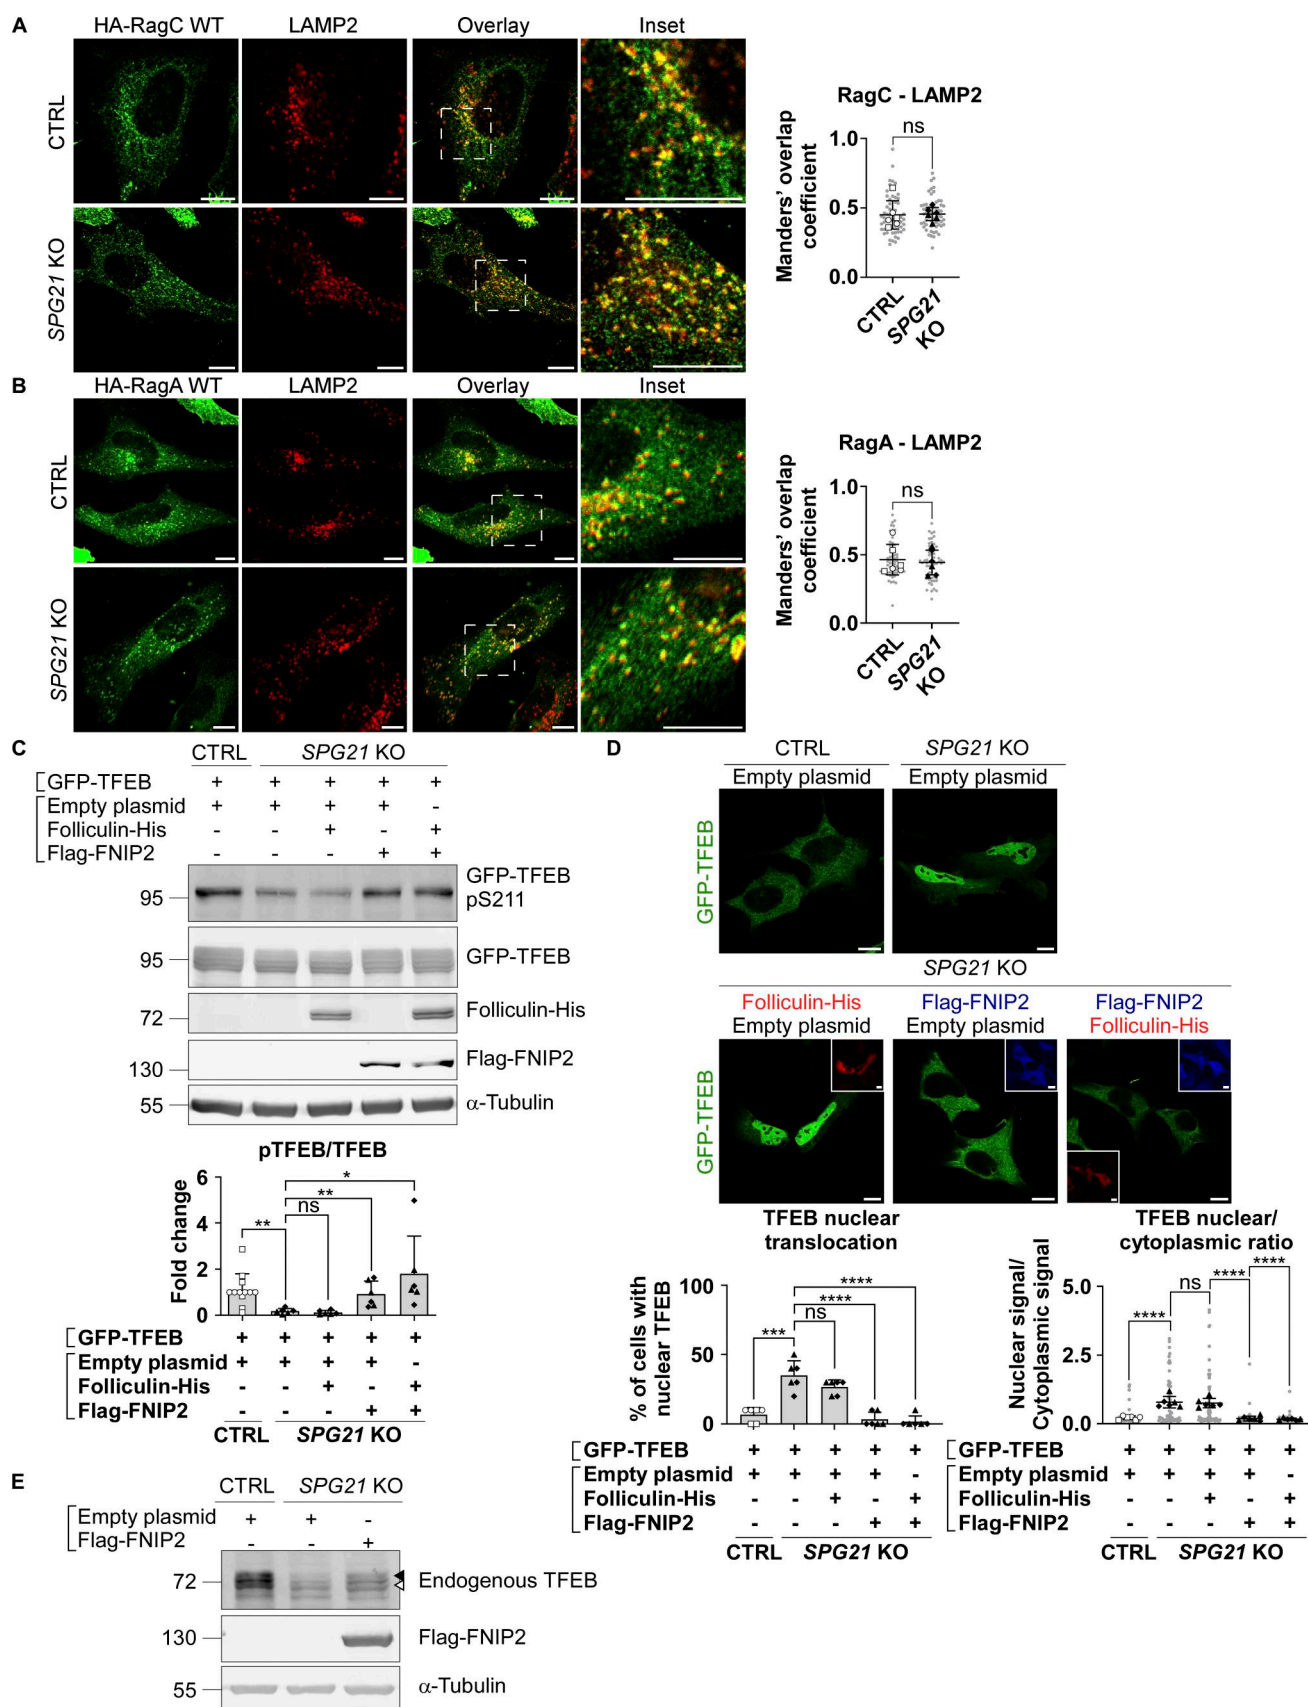 A
HA-RagC WT LAMP2 Overlay Inset
CTRL
SPG21 KO
RagC - LAMP2
Manders' overlap
coefficient
1.0
0.5
0.0
ns
CTRL
SPG21
KO
B
HA-RagA WT LAMP2 Overlay Inset
CTRL
SPG21 KO
RagA - LAMP2
Manders' overlap
coefficient
1.0
0.5
0.0
ns
CTRL
SPG21
KO
C
CTRL SPG21 KO
GFP-TFEB + + + + +
Empty plasmid + + + + -
Folliculin-His - - + - +
Flag-FNIP2 - - - + +
95 GFP-TFEB
pS211
95 GFP-TFEB
72 Folliculin-His
130 Flag-FNIP2
55 α-Tubulin
pTFEB/TFEB
Fold change
6
4
2
0
** ns ** *
GFP-TFEB + + + + +
Empty plasmid + + + + -
Folliculin-His - - + - +
Flag-FNIP2 - - - + +
CTRL SPG21 KO
D
CTRL SPG21 KO
Empty plasmid Empty plasmid
GFP-TFEB
SPG21 KO
Folliculin-His Flag-FNIP2 Flag-FNIP2
Empty plasmid Empty plasmid Folliculin-His
GFP-TFEB
TFEB nuclear
translocation
% of cells with
nuclear TFEB
100
50
0
*** ns **** ****
GFP-TFEB + + + + +
Empty plasmid + + + + -
Folliculin-His - - + - +
Flag-FNIP2 - - - + +
CTRL SPG21 KO
TFEB nuclear/
cytoplasmic ratio
Nuclear signal/
Cytoplasmic signal
5.0
2.5
0.0
**** ns **** ****
GFP-TFEB + + + + +
Empty plasmid + + + + -
Folliculin-His - - + - +
Flag-FNIP2 - - - + +
CTRL SPG21 KO
E
CTRL SPG21 KO
Empty plasmid + + -
Flag-FNIP2 - - +
72 Endogenous TFEB
130 Flag-FNIP2
55 α-Tubulin